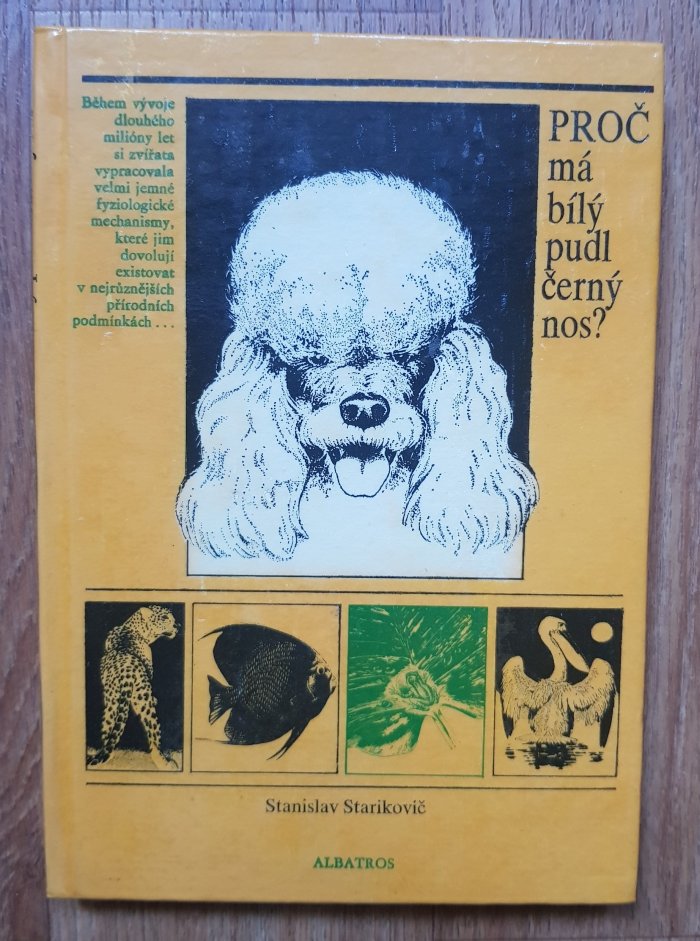 Během vývoje
dlouhého
milióny let
si zvířata
vypracovala
velmi jemné
fyziologické
mechanismy,
které jim
dovolují
existovat
v nejrůznějších
přírodních
podmínkách...
PROČ
má
bílý
pudl
černý
nos?
Stanislav Starikovič
ALBATROS